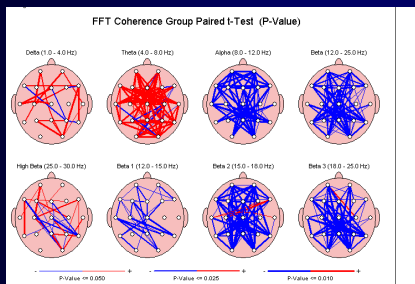 FFT Coherence Group Paired t-Test (P-Value)
Delta (1.0 - 4.0 Hz) Theta (4.0 - 8.0 Hz) Alpha (8.0 - 12.0 Hz) Beta (12.0 - 25.0 Hz)
High Beta (25.0 - 30.0 Hz) Beta 1 (12.0 - 15.0 Hz) Beta 2 (15.0 - 18.0 Hz) Beta 3 (18.0 - 25.0 Hz)
- + - + - +
P-Value <= 0.050 P-Value <= 0.025 P-Value <= 0.010